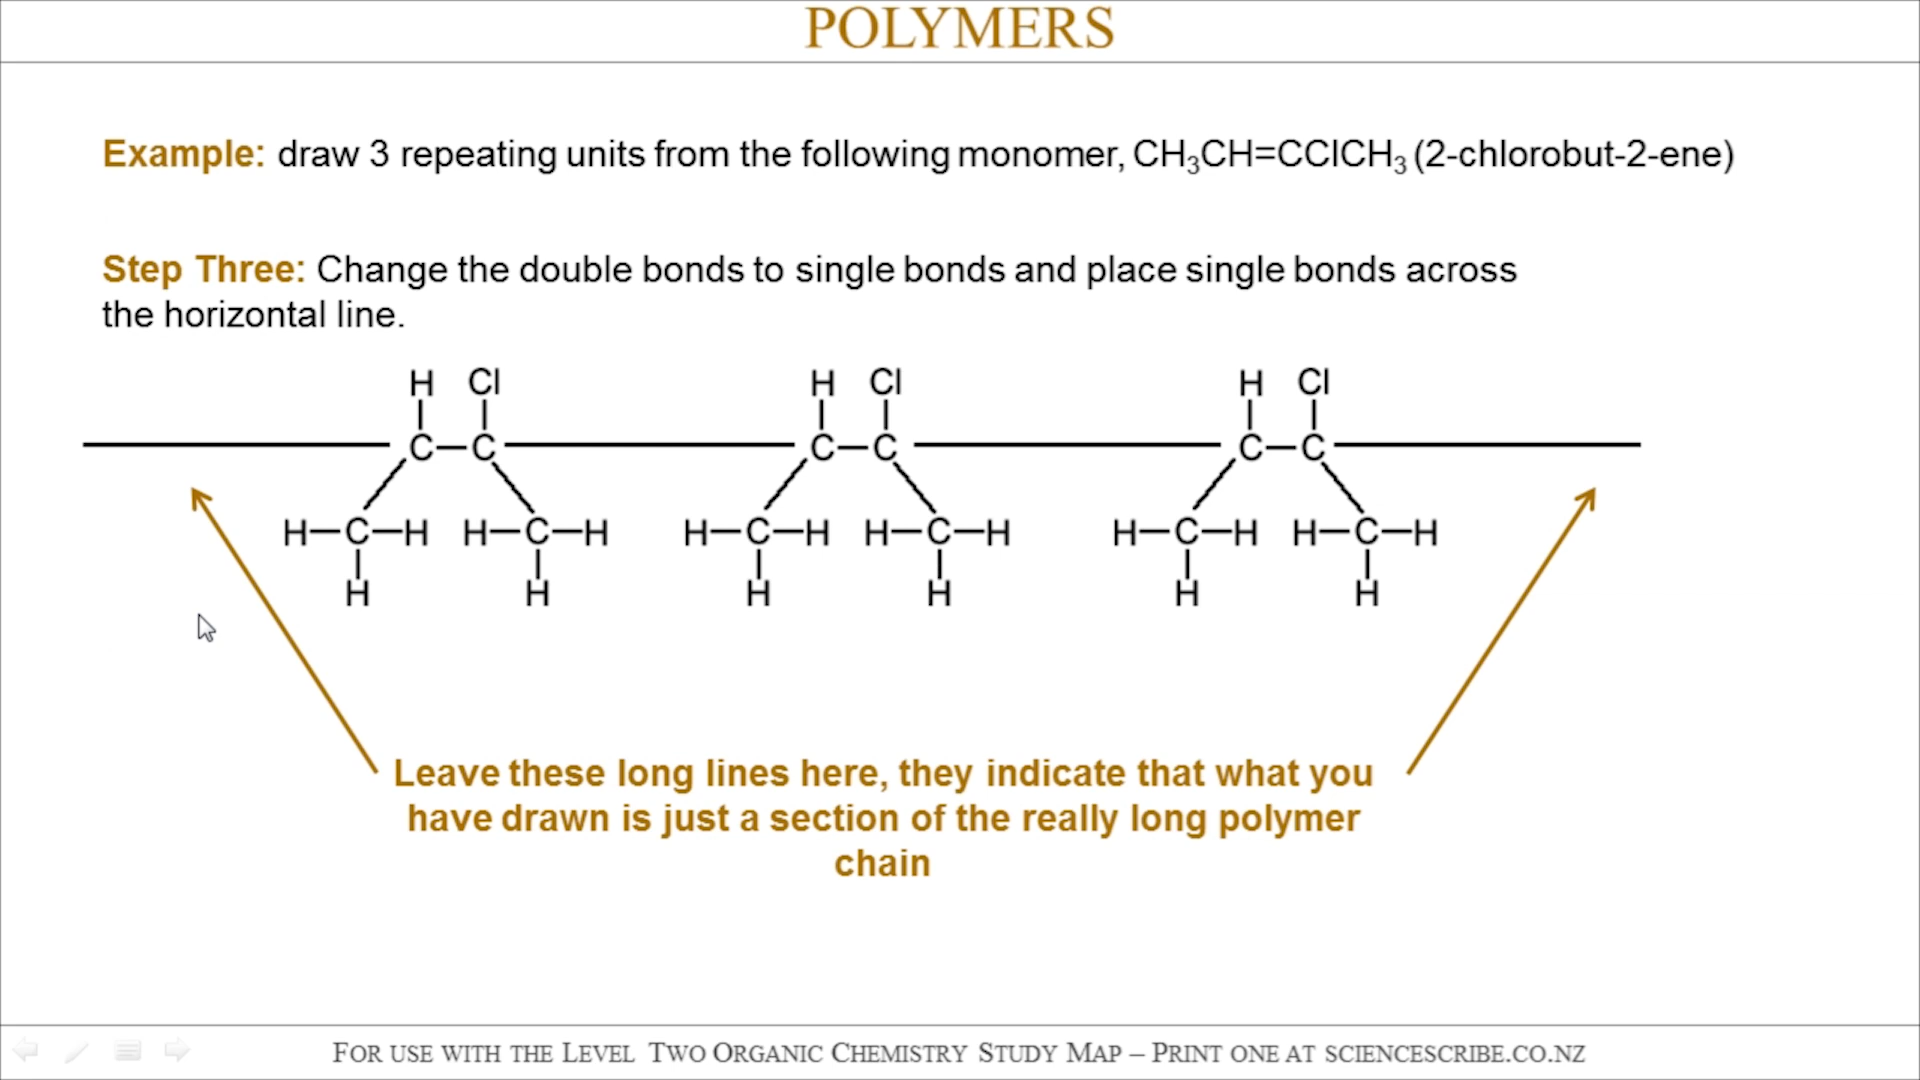 POLYMERS
Example: draw 3 repeating units from the following monomer, CH₃CH=CClCH₃ (2-chlorobut-2-ene)
Step Three: Change the double bonds to single bonds and place single bonds across
the horizontal line.
H Cl H Cl H Cl
C–C C–C C–C
H–C–H H–C–H H–C–H H–C–H H–C–H H–C–H
H H H H H H
Leave these long lines here, they indicate that what you
have drawn is just a section of the really long polymer
chain
FOR USE WITH THE LEVEL TWO ORGANIC CHEMISTRY STUDY MAP – PRINT ONE AT SCIENCESCRIBE.CO.NZ